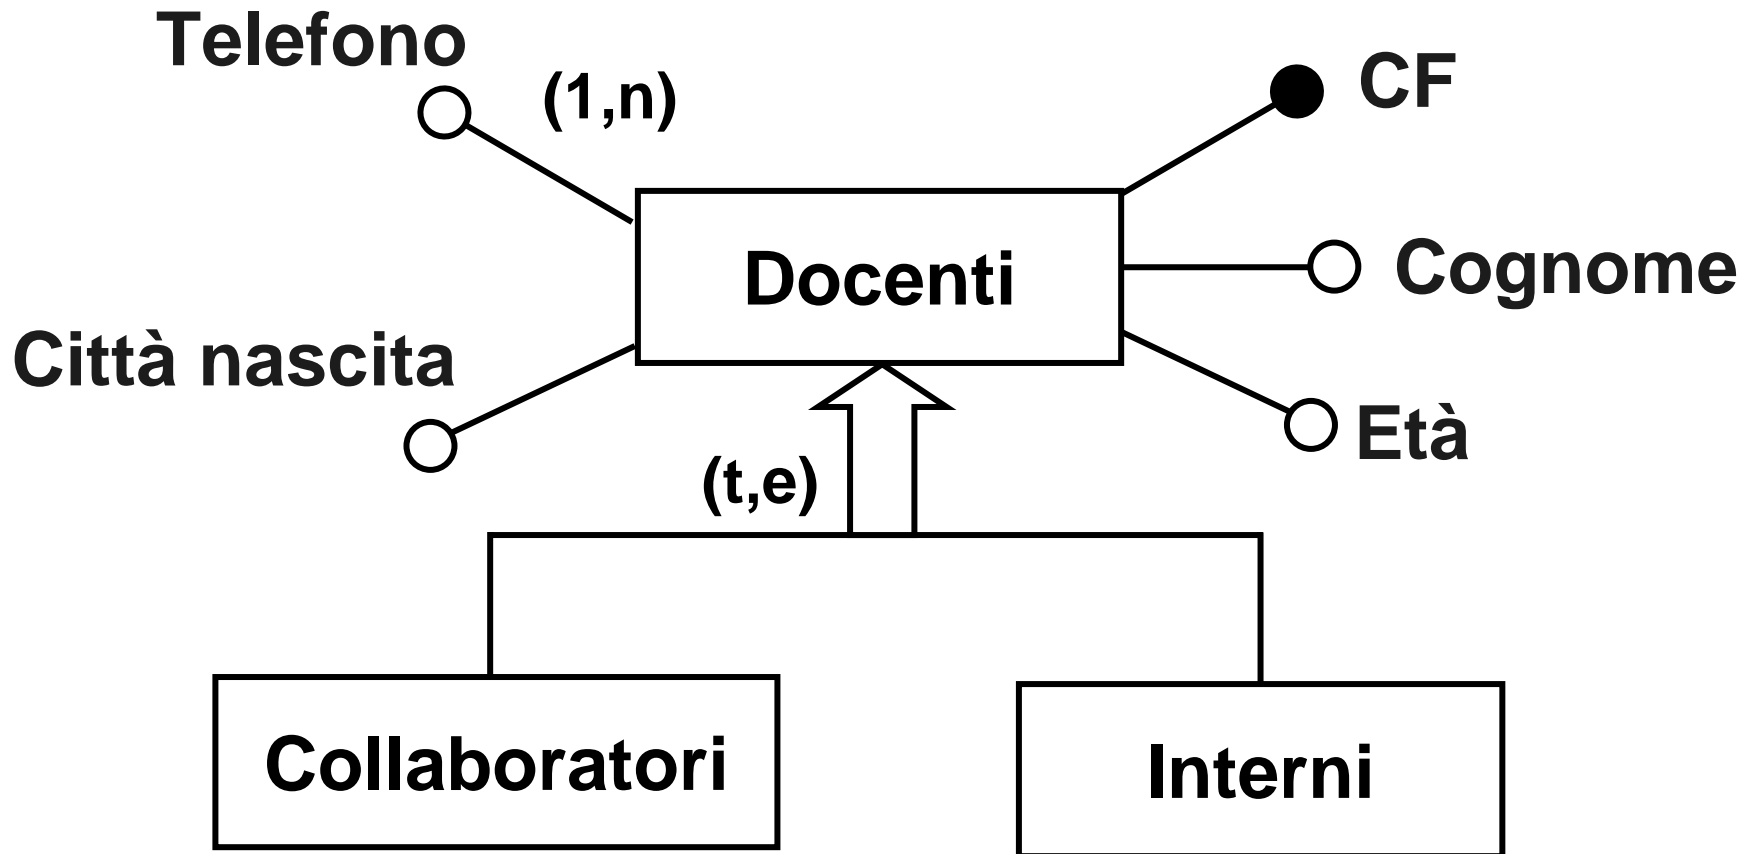 Telefono
(1,n)
CF
Docenti
Cognome
Città nascita
Età
(t,e)
Collaboratori
Interni